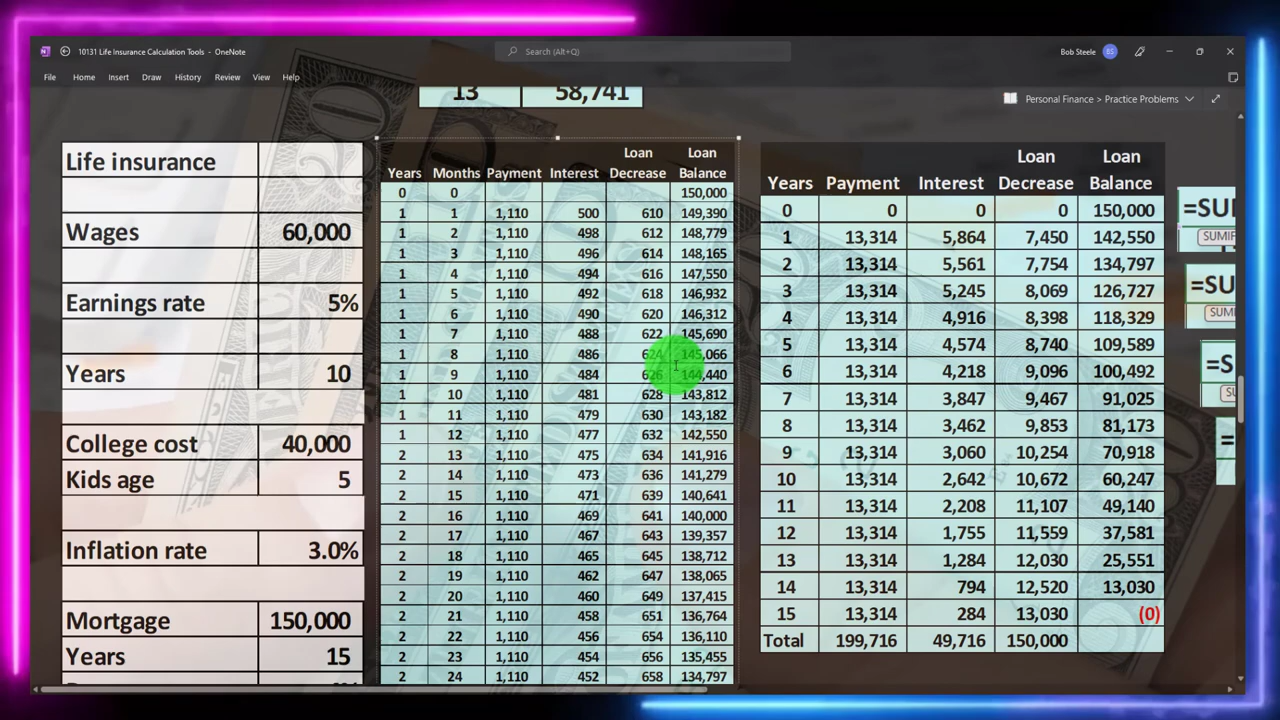 10131 Life Insurance Calculation Tools - OneNote
Search (Alt+Q)
Bob Steele BS
File Home Insert Draw History Review View Help
Personal Finance > Practice Problems
13 58,741
Life insurance
Wages 60,000
Earnings rate 5%
Years 10
College cost 40,000
Kids age 5
Inflation rate 3.0%
Mortgage 150,000
Years 15
Loan Loan
Years Months Payment Interest Decrease Balance
0 0 150,000
1 1 1,110 500 610 149,390
1 2 1,110 498 612 148,779
1 3 1,110 496 614 148,165
1 4 1,110 494 616 147,550
1 5 1,110 492 618 146,932
1 6 1,110 490 620 146,312
1 7 1,110 488 622 145,690
1 8 1,110 486 624 145,066
1 9 1,110 484 626 144,440
1 10 1,110 481 628 143,812
1 11 1,110 479 630 143,182
1 12 1,110 477 632 142,550
2 13 1,110 475 634 141,916
2 14 1,110 473 636 141,279
2 15 1,110 471 639 140,641
2 16 1,110 469 641 140,000
2 17 1,110 467 643 139,357
2 18 1,110 465 645 138,712
2 19 1,110 462 647 138,065
2 20 1,110 460 649 137,415
2 21 1,110 458 651 136,764
2 22 1,110 456 654 136,110
2 23 1,110 454 656 135,455
2 24 1,110 452 658 134,797
Loan Loan
Years Payment Interest Decrease Balance
0 0 0 0 150,000
1 13,314 5,864 7,450 142,550
2 13,314 5,561 7,754 134,797
3 13,314 5,245 8,069 126,727
4 13,314 4,916 8,398 118,329
5 13,314 4,574 8,740 109,589
6 13,314 4,218 9,096 100,492
7 13,314 3,847 9,467 91,025
8 13,314 3,462 9,853 81,173
9 13,314 3,060 10,254 70,918
10 13,314 2,642 10,672 60,247
11 13,314 2,208 11,107 49,140
12 13,314 1,755 11,559 37,581
13 13,314 1,284 12,030 25,551
14 13,314 794 12,520 13,030
15 13,314 284 13,030 (0)
Total 199,716 49,716 150,000
=SU
SUMIF
=SU
SUM
=S
=